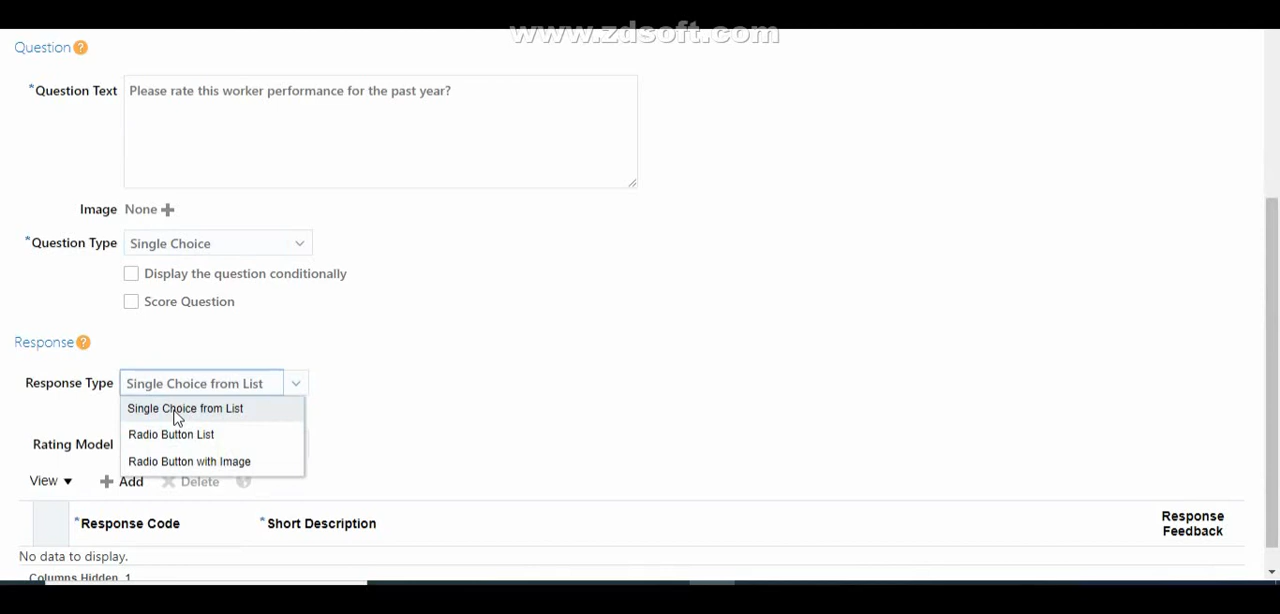 www.zdsoft.com
Question ?
*Question Text
Please rate this worker performance for the past year?
Image None
*Question Type Single Choice
Display the question conditionally
Score Question
Response ?
Response Type Single Choice from List
Single Choice from List
Radio Button List
Rating Model
Radio Button with Image
View Add Delete
*Response Code *Short Description Response Feedback
No data to display.
Columns Hidden 1